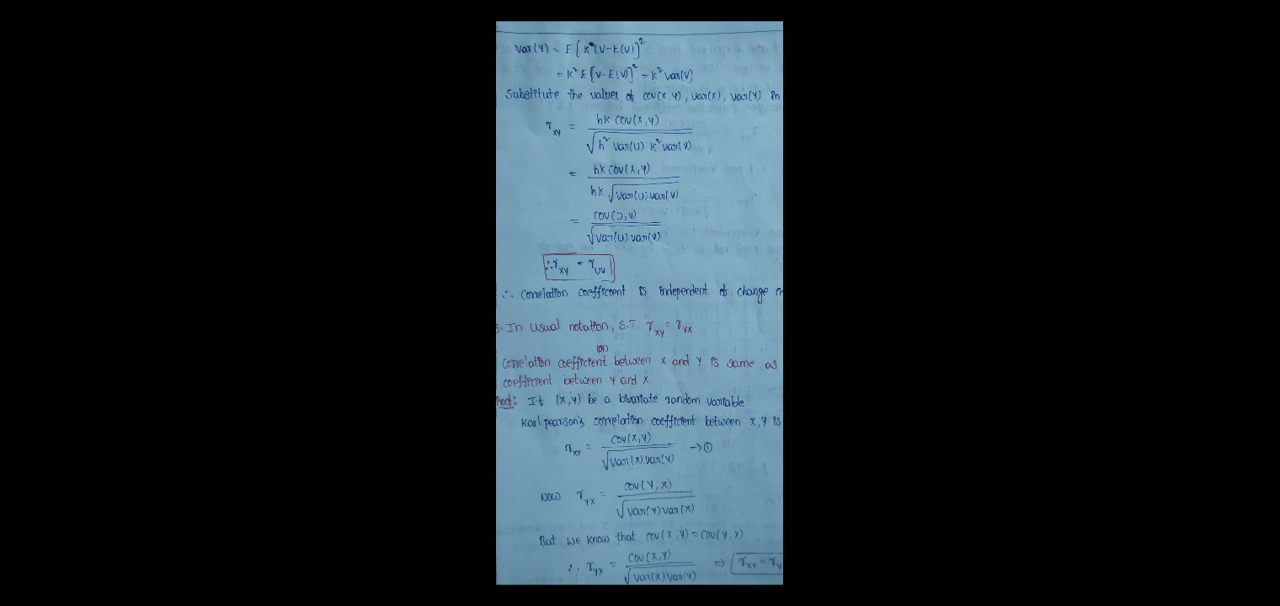 Var(Y) = E[K(V-E(V)]²
= K² E[V-E(V)]² = K² Var(V)
Substitute the values of cov(x,y), var(x), var(y) in
r_xy = hk cov(x,y) / √h² var(U) k² var(V)
= hk cov(x,y) / hk √var(U) var(V)
= cov(U,V) / √var(U) var(V)
∴ r_xy = r_uv
∴ Correlation coefficient is independent of change
3. In usual notation, S.T r_xy = r_yx
(or)
Correlation coefficient between x and y is same as
coefficient between y and x.
Proof: If (x,y) be a bivariate random variable.
Karl pearson's correlation coefficient between x,y is
r_xy = cov(x,y) / √var(x) var(y) → ①
Now r_yx = cov(y,x) / √var(y) var(x)
But we know that cov(x,y) = cov(y,x)
∴ r_yx = cov(x,y) / √var(x) var(y) ⇒ r_xy = r_y